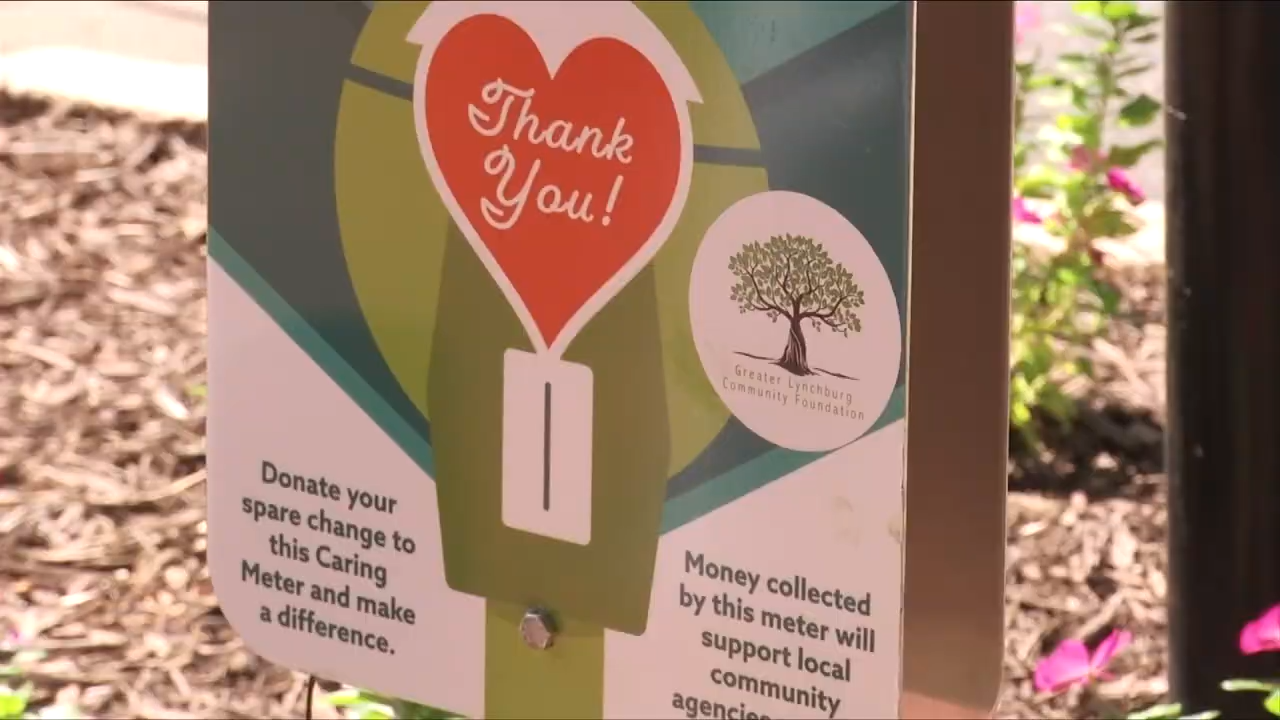 Thank
You!
Greater Lynchburg
Community Foundation
Donate your
spare change to
this Caring
Meter and make
a difference.
Money collected
by this meter will
support local
community
agencies